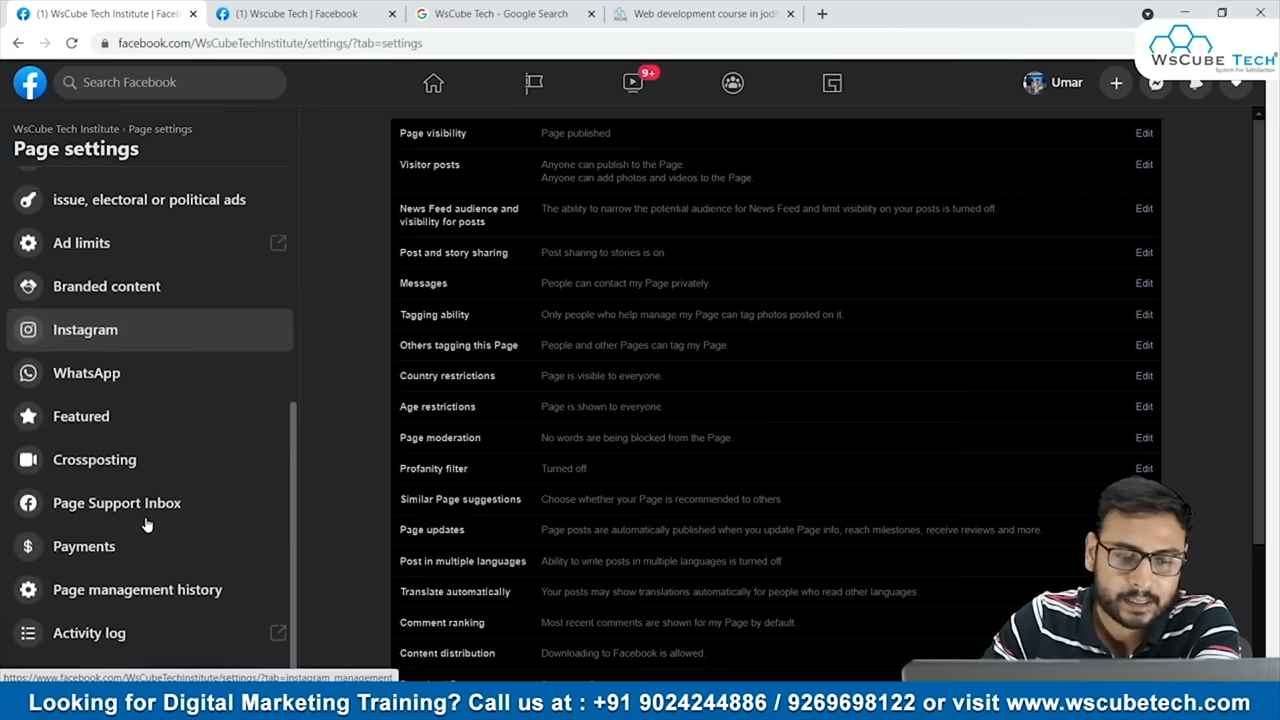 (1) WsCube Tech Institute | Faceb
(1) Wscube Tech | Facebook
WsCube Tech - Google Search
Web development course in jodh
facebook.com/WsCubeTechInstitute/settings/?tab=settings
WsCube Tech
System For Satisfaction
Search Facebook
9+
Umar
WsCube Tech Institute › Page settings
Page settings
issue, electoral or political ads
Ad limits
Branded content
Instagram
WhatsApp
Featured
Crossposting
Page Support Inbox
Payments
Page management history
Activity log
Page visibility Page published Edit
Visitor posts Anyone can publish to the Page. Edit
Anyone can add photos and videos to the Page.
News Feed audience and The ability to narrow the potential audience for News Feed and limit visibility on your posts is turned off. Edit
visibility for posts
Post and story sharing Post sharing to stories is on Edit
Messages People can contact my Page privately. Edit
Tagging ability Only people who help manage my Page can tag photos posted on it. Edit
Others tagging this Page People and other Pages can tag my Page. Edit
Country restrictions Page is visible to everyone. Edit
Age restrictions Page is shown to everyone. Edit
Page moderation No words are being blocked from the Page. Edit
Profanity filter Turned off Edit
Similar Page suggestions Choose whether your Page is recommended to others
Page updates Page posts are automatically published when you update Page info, reach milestones, receive reviews and more.
Post in multiple languages Ability to write posts in multiple languages is turned off
Translate automatically Your posts may show translations automatically for people who read other languages.
Comment ranking Most recent comments are shown for my Page by default.
Content distribution Downloading to Facebook is allowed.
https://www.facebook.com/WsCubeTechInstitute/settings/?tab=instagram_management
Looking for Digital Marketing Training? Call us at : +91 9024244886 / 9269698122 or visit www.wscubetech.com